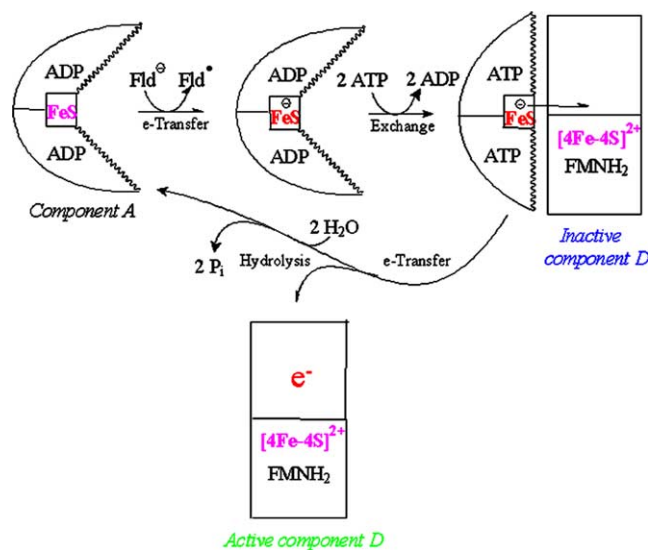 ADP
FeS
ADP
Component A
Fld⊖ Fld•
e-Transfer
ADP
⊖
FeS
ADP
2 ATP 2 ADP
Exchange
ATP
⊖
FeS
ATP
[4Fe-4S]2+
FMNH2
Inactive
component D
2 H2O
2 Pi
Hydrolysis
e-Transfer
e-
[4Fe-4S]2+
FMNH2
Active component D